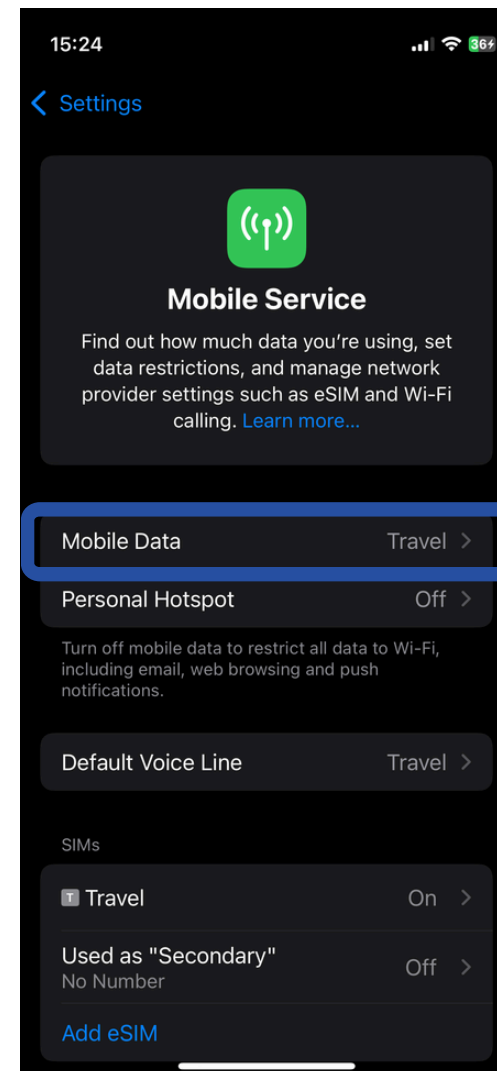 15:24
36
Settings
Mobile Service
Find out how much data you’re using, set
data restrictions, and manage network
provider settings such as eSIM and Wi-Fi
calling. Learn more...
Mobile Data Travel
Personal Hotspot Off
Turn off mobile data to restrict all data to Wi-Fi,
including email, web browsing and push
notifications.
Default Voice Line Travel
SIMs
T Travel On
Used as "Secondary" Off
No Number
Add eSIM